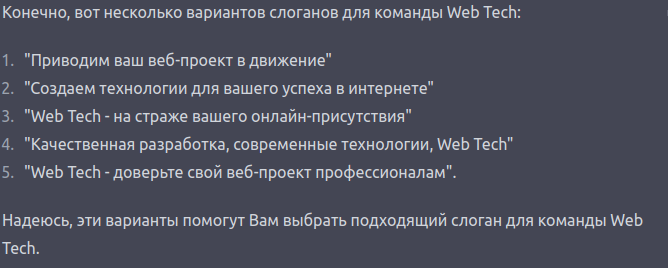 Конечно, вот несколько вариантов слоганов для команды Web Tech:
1. "Приводим ваш веб-проект в движение"
2. "Создаем технологии для вашего успеха в интернете"
3. "Web Tech - на страже вашего онлайн-присутствия"
4. "Качественная разработка, современные технологии, Web Tech"
5. "Web Tech - доверьте свой веб-проект профессионалам".
Надеюсь, эти варианты помогут Вам выбрать подходящий слоган для команды Web
Tech.